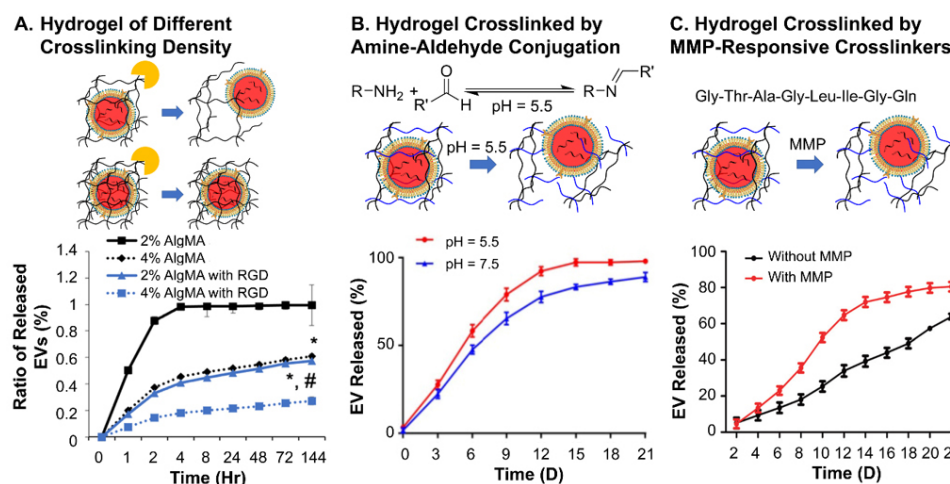 A. Hydrogel of Different
Crosslinking Density
2% AlgMA
4% AlgMA
2% AlgMA with RGD
4% AlgMA with RGD
Ratio of Released
EVs (%)
1.4
1.2
1
0.8
0.6
0.4
0.2
0
*
*, #
0 1 2 4 8 24 48 72 144
Time (Hr)
B. Hydrogel Crosslinked by
Amine-Aldehyde Conjugation
R-NH2 + R' H O
pH = 5.5
R-N R'
pH = 5.5
pH = 5.5
pH = 7.5
EV Released (%)
100
80
60
40
20
0
0 3 6 9 12 15 18 21
Time (D)
C. Hydrogel Crosslinked by
MMP-Responsive Crosslinkers
Gly-Thr-Ala-Gly-Leu-Ile-Gly-Gln
MMP
Without MMP
With MMP
EV Released (%)
100
80
60
40
20
0
2 4 6 8 10 12 14 16 18 20
Time (D)